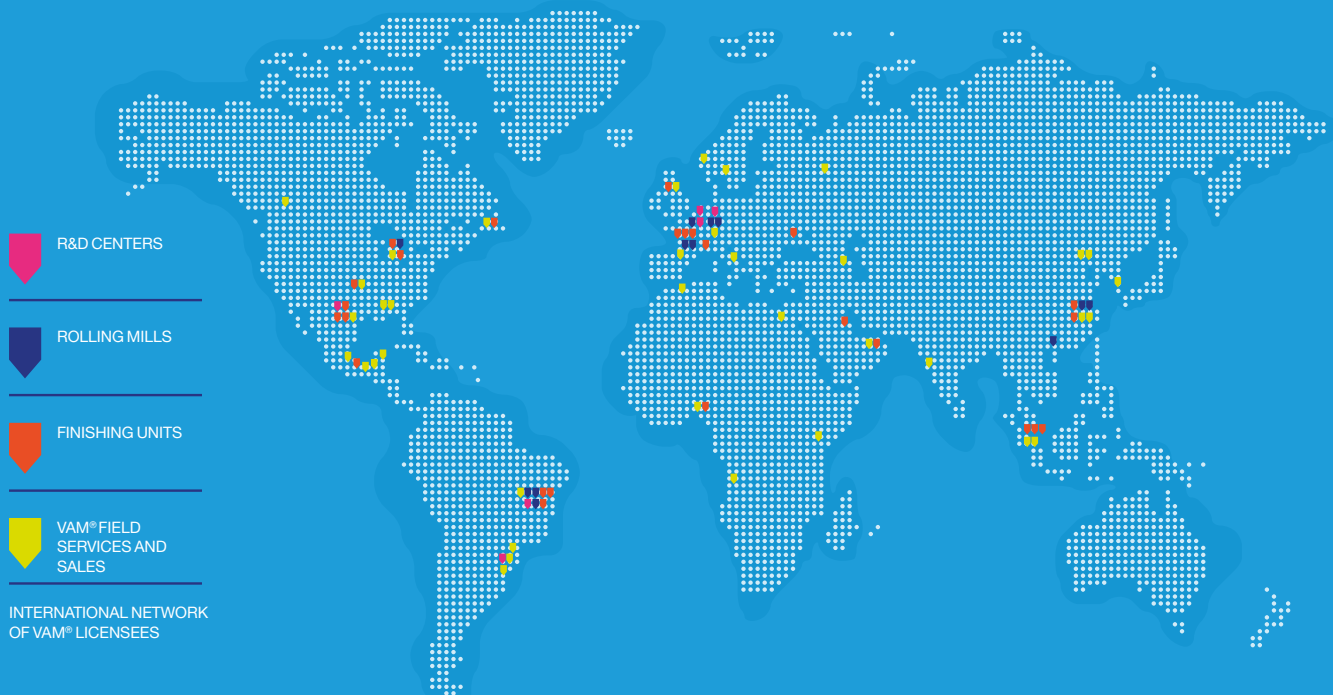 R&D CENTERS
ROLLING MILLS
FINISHING UNITS
VAM® FIELD
SERVICES AND
SALES
INTERNATIONAL NETWORK
OF VAM® LICENSEES